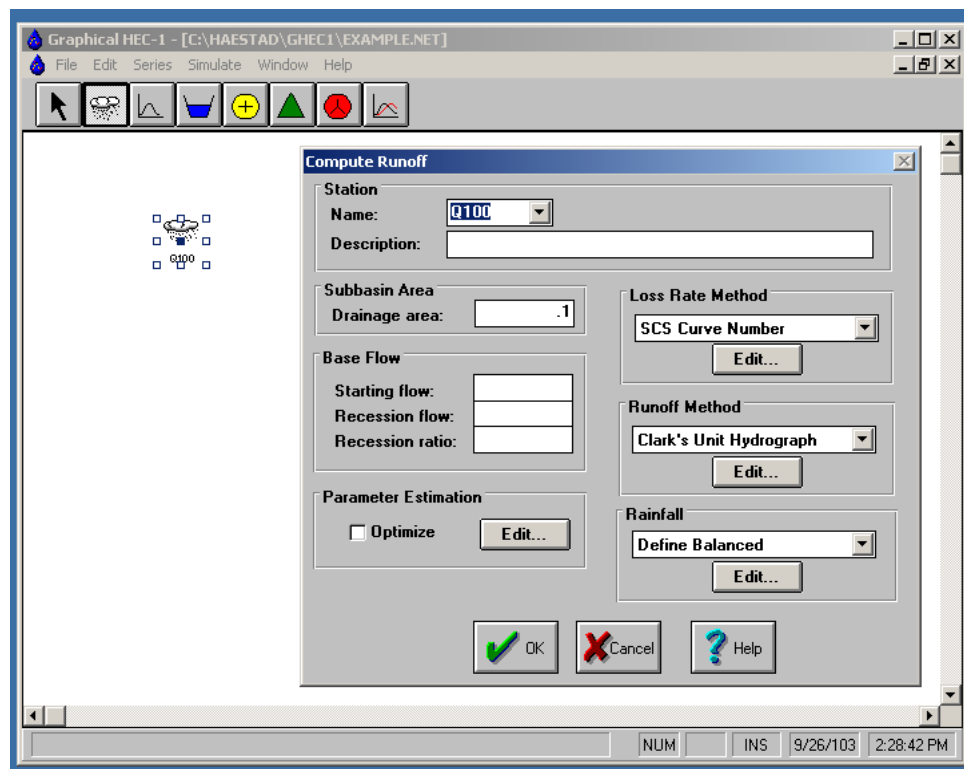 Graphical HEC-1 - [C:\HAESTAD\GHEC1\EXAMPLE.NET]
File Edit Series Simulate Window Help
Q100
Compute Runoff
Station
Name: Q100
Description:
Subbasin Area
Drainage area: .1
Base Flow
Starting flow:
Recession flow:
Recession ratio:
Parameter Estimation
Optimize Edit...
Loss Rate Method
SCS Curve Number
Edit...
Runoff Method
Clark's Unit Hydrograph
Edit...
Rainfall
Define Balanced
Edit...
OK Cancel Help
NUM INS 9/26/103 2:28:42 PM